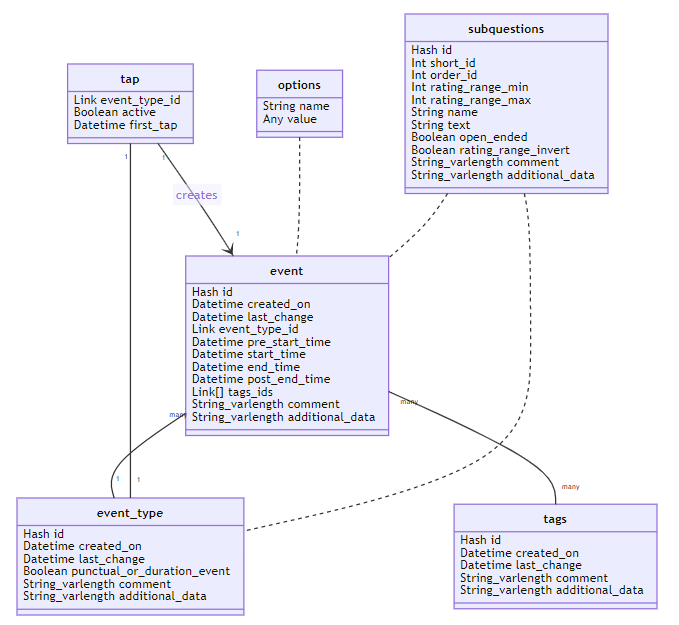 subquestions
Hash id
Int short_id
Int order_id
Int rating_range_min
Int rating_range_max
String name
String text
Boolean open_ended
Boolean rating_range_invert
String_varlength comment
String_varlength additional_data
tap
Link event_type_id
Boolean active
Datetime first_tap
options
String name
Any value
1
1
creates
1
event
Hash id
Datetime created_on
Datetime last_change
Link event_type_id
Datetime pre_start_time
Datetime start_time
Datetime end_time
Datetime post_end_time
Link[] tags_ids
String_varlength comment
String_varlength additional_data
many
many
1
1
many
event_type
Hash id
Datetime created_on
Datetime last_change
Boolean punctual_or_duration_event
String_varlength comment
String_varlength additional_data
tags
Hash id
Datetime created_on
Datetime last_change
String_varlength comment
String_varlength additional_data